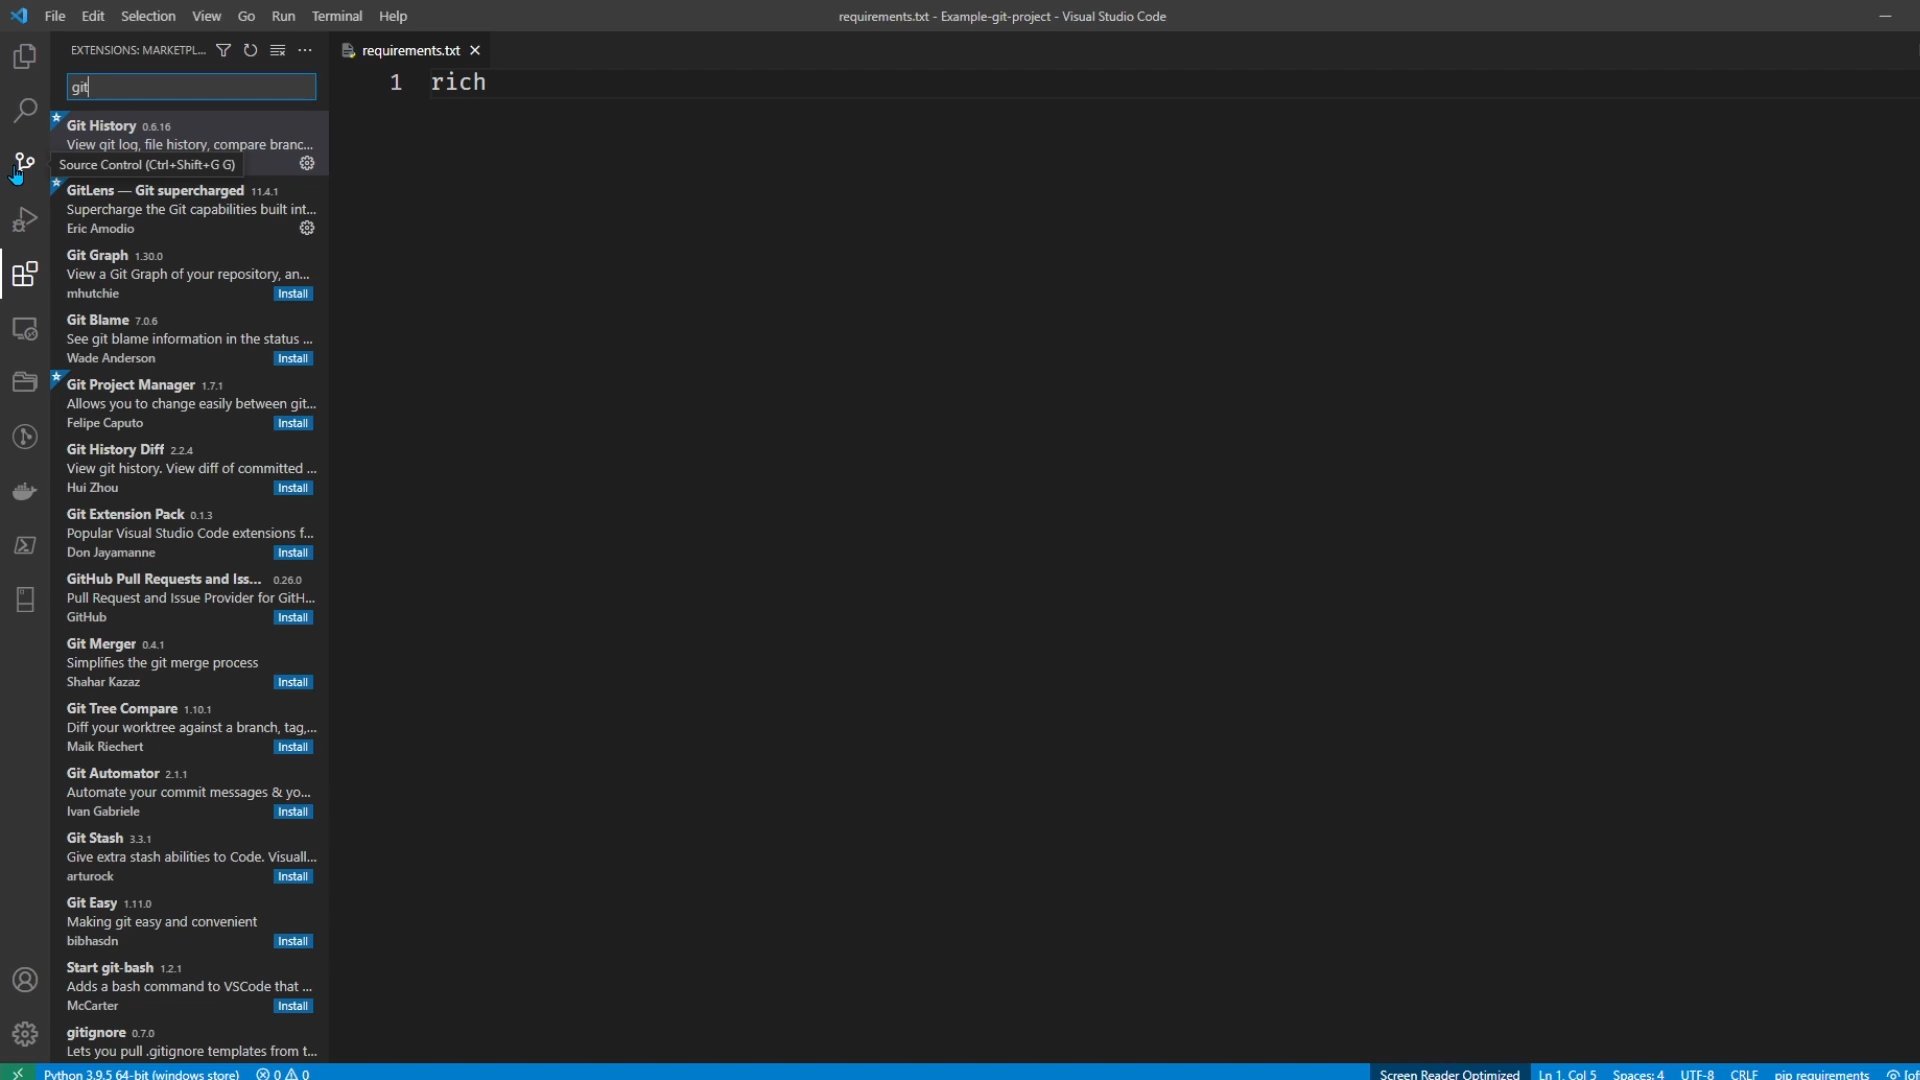 File Edit Selection View Go Run Terminal Help
requirements.txt - Example-git-project - Visual Studio Code
EXTENSIONS: MARKETPL...
requirements.txt
git
1 rich
Git History 0.6.16
View git log, file history, compare branc...
Source Control (Ctrl+Shift+G G)
GitLens — Git supercharged 11.4.1
Supercharge the Git capabilities built int...
Eric Amodio
Git Graph 1.30.0
View a Git Graph of your repository, an...
mhutchie Install
Git Blame 7.0.6
See git blame information in the status ...
Wade Anderson Install
Git Project Manager 1.7.1
Allows you to change easily between git...
Felipe Caputo Install
Git History Diff 2.2.4
View git history. View diff of committed ...
Hui Zhou Install
Git Extension Pack 0.1.3
Popular Visual Studio Code extensions f...
Don Jayamanne Install
GitHub Pull Requests and Iss... 0.26.0
Pull Request and Issue Provider for GitH...
GitHub Install
Git Merger 0.4.1
Simplifies the git merge process
Shahar Kazaz Install
Git Tree Compare 1.10.1
Diff your worktree against a branch, tag,...
Maik Riechert Install
Git Automator 2.1.1
Automate your commit messages & yo...
Ivan Gabriele Install
Git Stash 3.3.1
Give extra stash abilities to Code. Visuall...
arturock Install
Git Easy 1.11.0
Making git easy and convenient
bibhasdn Install
Start git-bash 1.2.1
Adds a bash command to VSCode that ...
McCarter Install
gitignore 0.7.0
Lets you pull .gitignore templates from t...
Python 3.9.5 64-bit (windows store) 0 0 Screen Reader Optimized Ln 1, Col 5 Spaces: 4 UTF-8 CRLF pip requirements [of